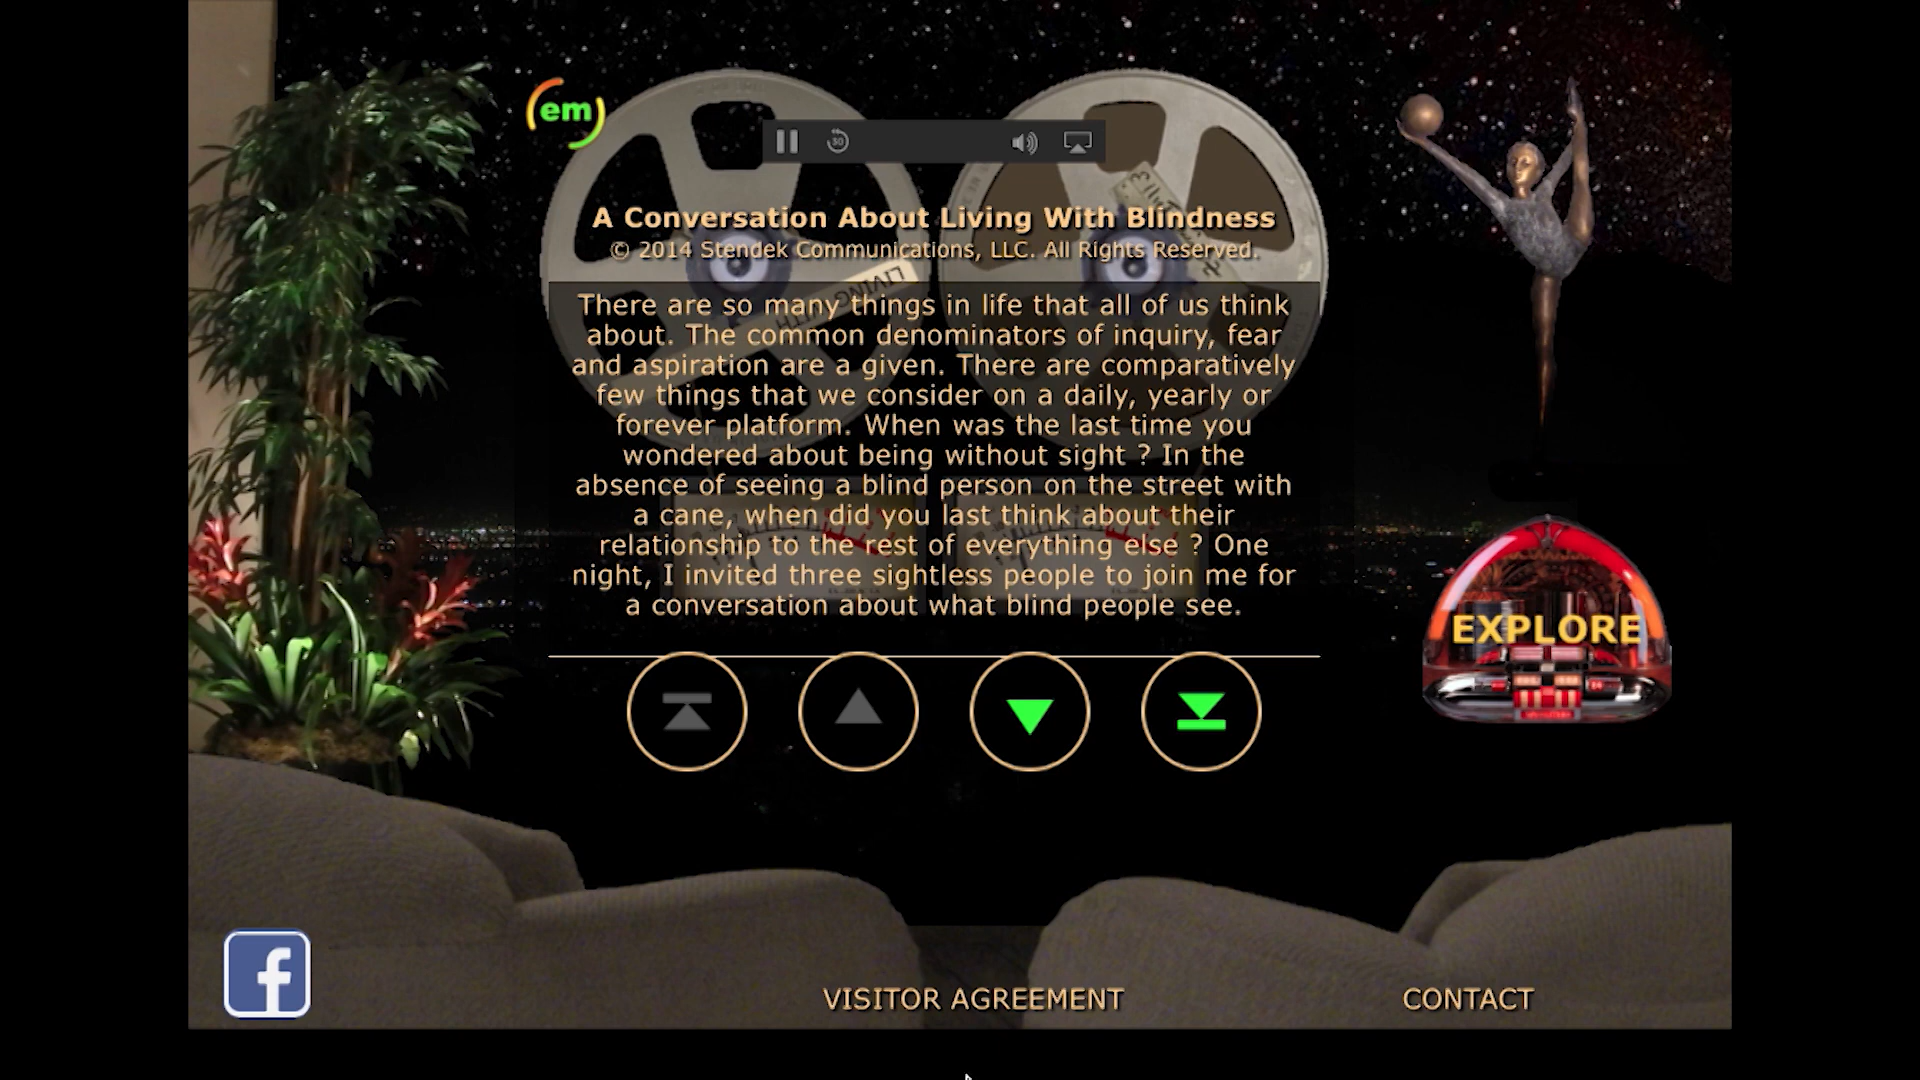 em
30
A Conversation About Living With Blindness
© 2014 Stendek Communications, LLC. All Rights Reserved.
LIVING
WITH
There are so many things in life that all of us think
about. The common denominators of inquiry, fear
and aspiration are a given. There are comparatively
few things that we consider on a daily, yearly or
forever platform. When was the last time you
wondered about being without sight ? In the
absence of seeing a blind person on the street with
a cane, when did you last think about their
relationship to the rest of everything else ? One
night, I invited three sightless people to join me for
a conversation about what blind people see.
EXPLORE
f
VISITOR AGREEMENT
CONTACT